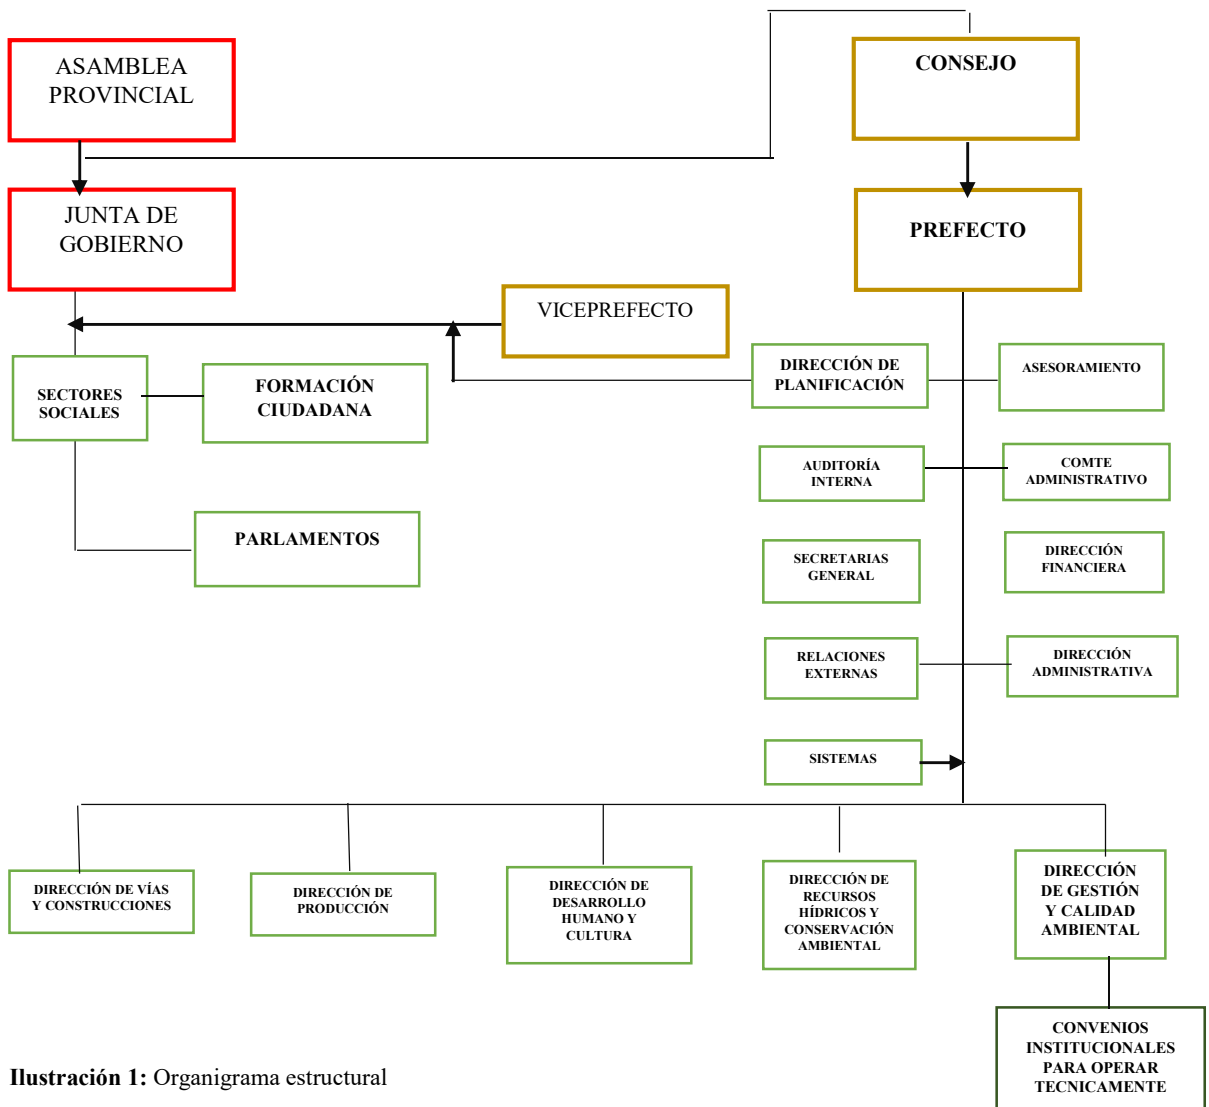 ASAMBLEA
PROVINCIAL
CONSEJO
JUNTA DE
GOBIERNO
PREFECTO
VICEPREFECTO
SECTORES
SOCIALES
FORMACIÓN
CIUDADANA
DIRECCIÓN DE
PLANIFICACIÓN
ASESORAMIENTO
AUDITORÍA
INTERNA
COMTE
ADMINISTRATIVO
PARLAMENTOS
SECRETARIAS
GENERAL
DIRECCIÓN
FINANCIERA
RELACIONES
EXTERNAS
DIRECCIÓN
ADMINISTRATIVA
SISTEMAS
DIRECCIÓN DE VÍAS
Y CONSTRUCCIONES
DIRECCIÓN DE
PRODUCCIÓN
DIRECCIÓN DE
DESARROLLO
HUMANO Y
CULTURA
DIRECCIÓN DE
RECURSOS
HÍDRICOS Y
CONSERVACIÓN
AMBIENTAL
DIRECCIÓN
DE GESTIÓN
Y CALIDAD
AMBIENTAL
CONVENIOS
INSTITUCIONALES
PARA OPERAR
TECNICAMENTE
Ilustración 1: Organigrama estructural